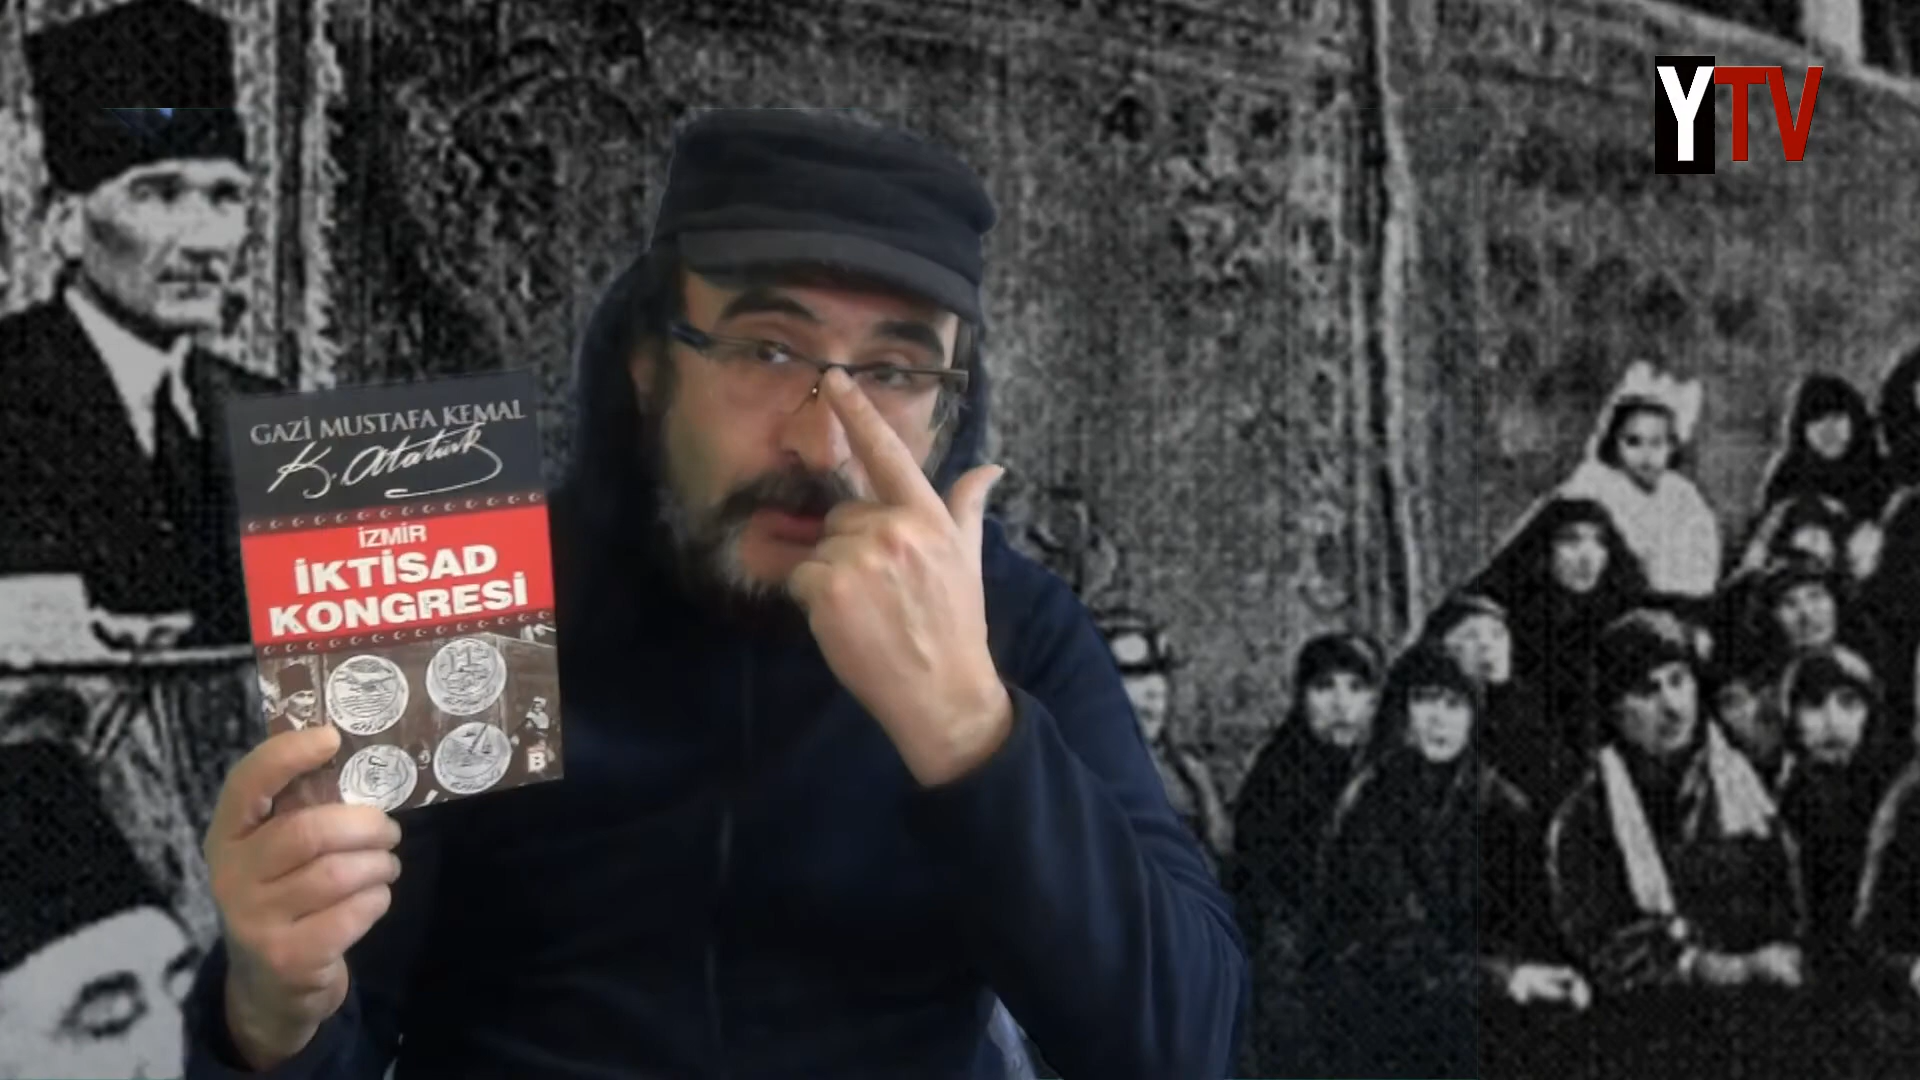 YTV
GAZİ MUSTAFA KEMAL
K. Atatürk
İZMİR
İKTİSAD
KONGRESİ
B